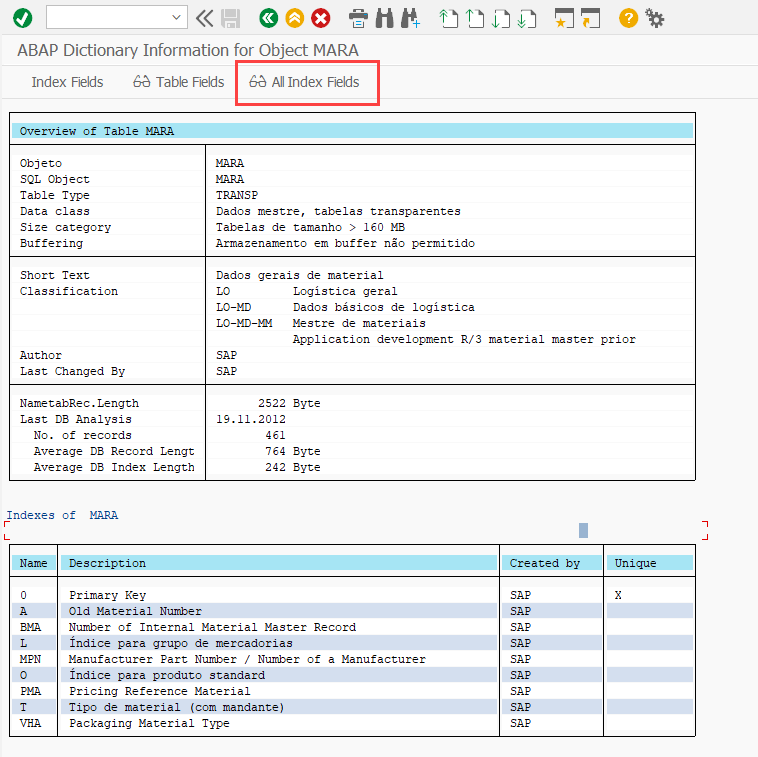 ABAP Dictionary Information for Object MARA
Index Fields Table Fields All Index Fields
Overview of Table MARA
Objeto MARA
SQL Object MARA
Table Type TRANSP
Data class Dados mestre, tabelas transparentes
Size category Tabelas de tamanho > 160 MB
Buffering Armazenamento em buffer não permitido
Short Text Dados gerais de material
Classification LO Logística geral
LO-MD Dados básicos de logística
LO-MD-MM Mestre de materiais
Application development R/3 material master prior
Author SAP
Last Changed By SAP
NametabRec.Length 2522 Byte
Last DB Analysis 19.11.2012
No. of records 461
Average DB Record Lengt 764 Byte
Average DB Index Length 242 Byte
Indexes of MARA
Name Description Created by Unique
0 Primary Key SAP X
A Old Material Number SAP
BMA Number of Internal Material Master Record SAP
L Índice para grupo de mercadorias SAP
MPN Manufacturer Part Number / Number of a Manufacturer SAP
O Índice para produto standard SAP
PMA Pricing Reference Material SAP
T Tipo de material (com mandante) SAP
VHA Packaging Material Type SAP